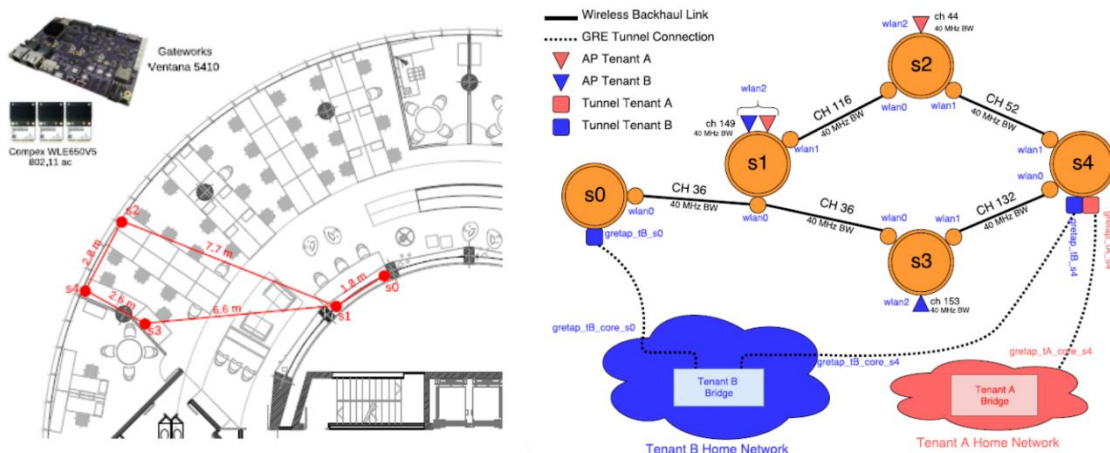 Gateworks
Ventana 5410
Compex WLE650V5
802,11 ac
s2
2.8 m
7.7 m
1.8 m
s0
s4
2.6 m
6.6 m
s3
s1
Wireless Backhaul Link
GRE Tunnel Connection
AP Tenant A
AP Tenant B
Tunnel Tenant A
Tunnel Tenant B
wlan2
ch 44
40 MHz BW
s2
wlan0
wlan1
CH 116
40 MHz BW
CH 52
40 MHz BW
wlan2
ch 149
40 MHz BW
s1
wlan1
wlan0
s0
wlan0
CH 36
40 MHz BW
CH 36
40 MHz BW
wlan1
s4
wlan0
CH 132
40 MHz BW
wlan0
wlan1
s3
wlan2
ch 153
40 MHz BW
gretap_tB_s0
gretap_tB_s4
gretap_tA_s4
gretap_tB_core_s0
gretap_tB_core_s4
gretap_tA_core_s4
Tenant B
Bridge
Tenant A
Bridge
Tenant B Home Network
Tenant A Home Network